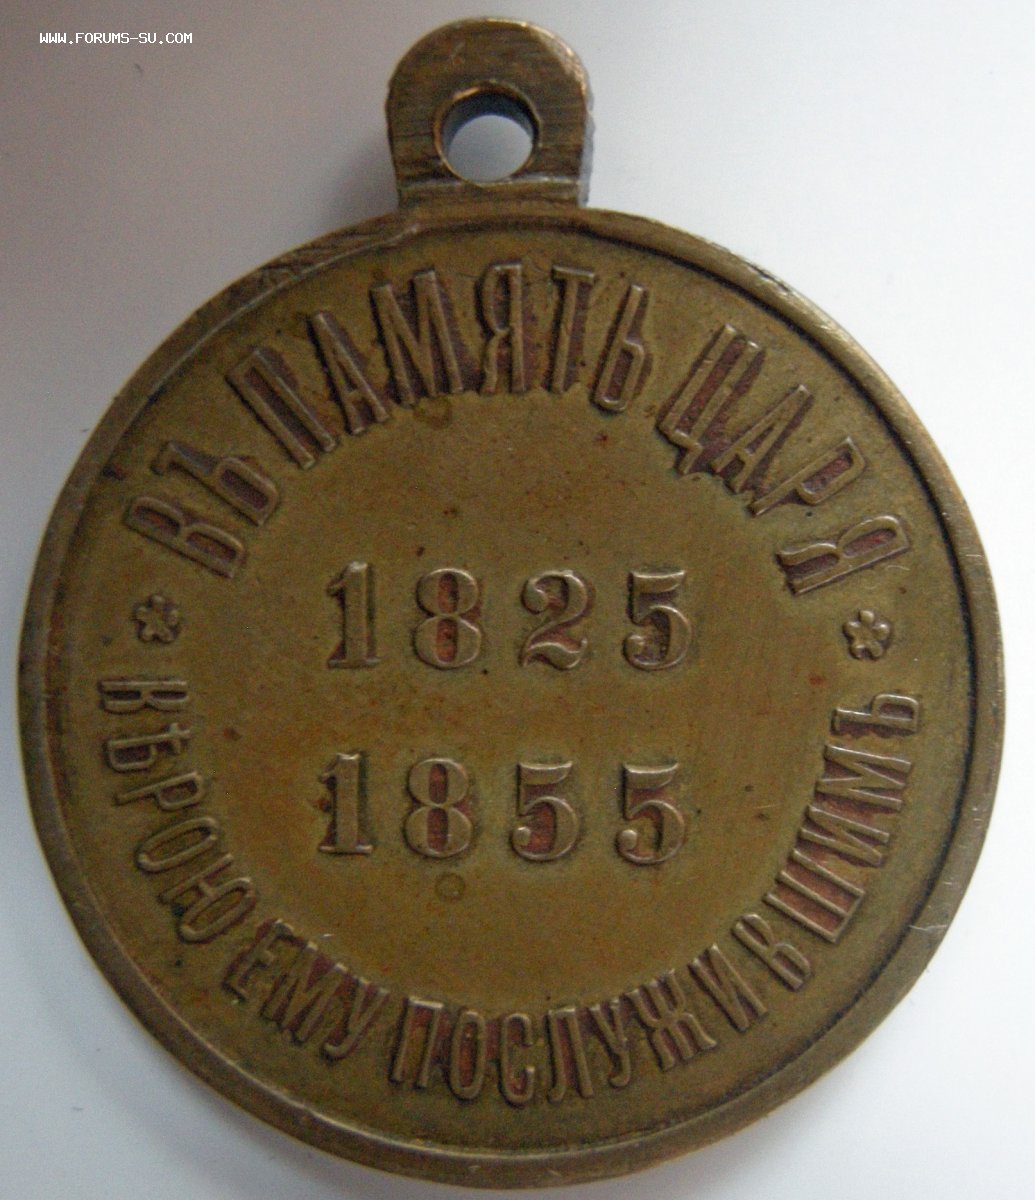 WWW.FORUMS-SU.COM
ВЪ ПАМЯТЬ ЦАРЯ
1825
1855
ВѢРОЮ ЕМУ ПОСЛУЖИВШИМЪ